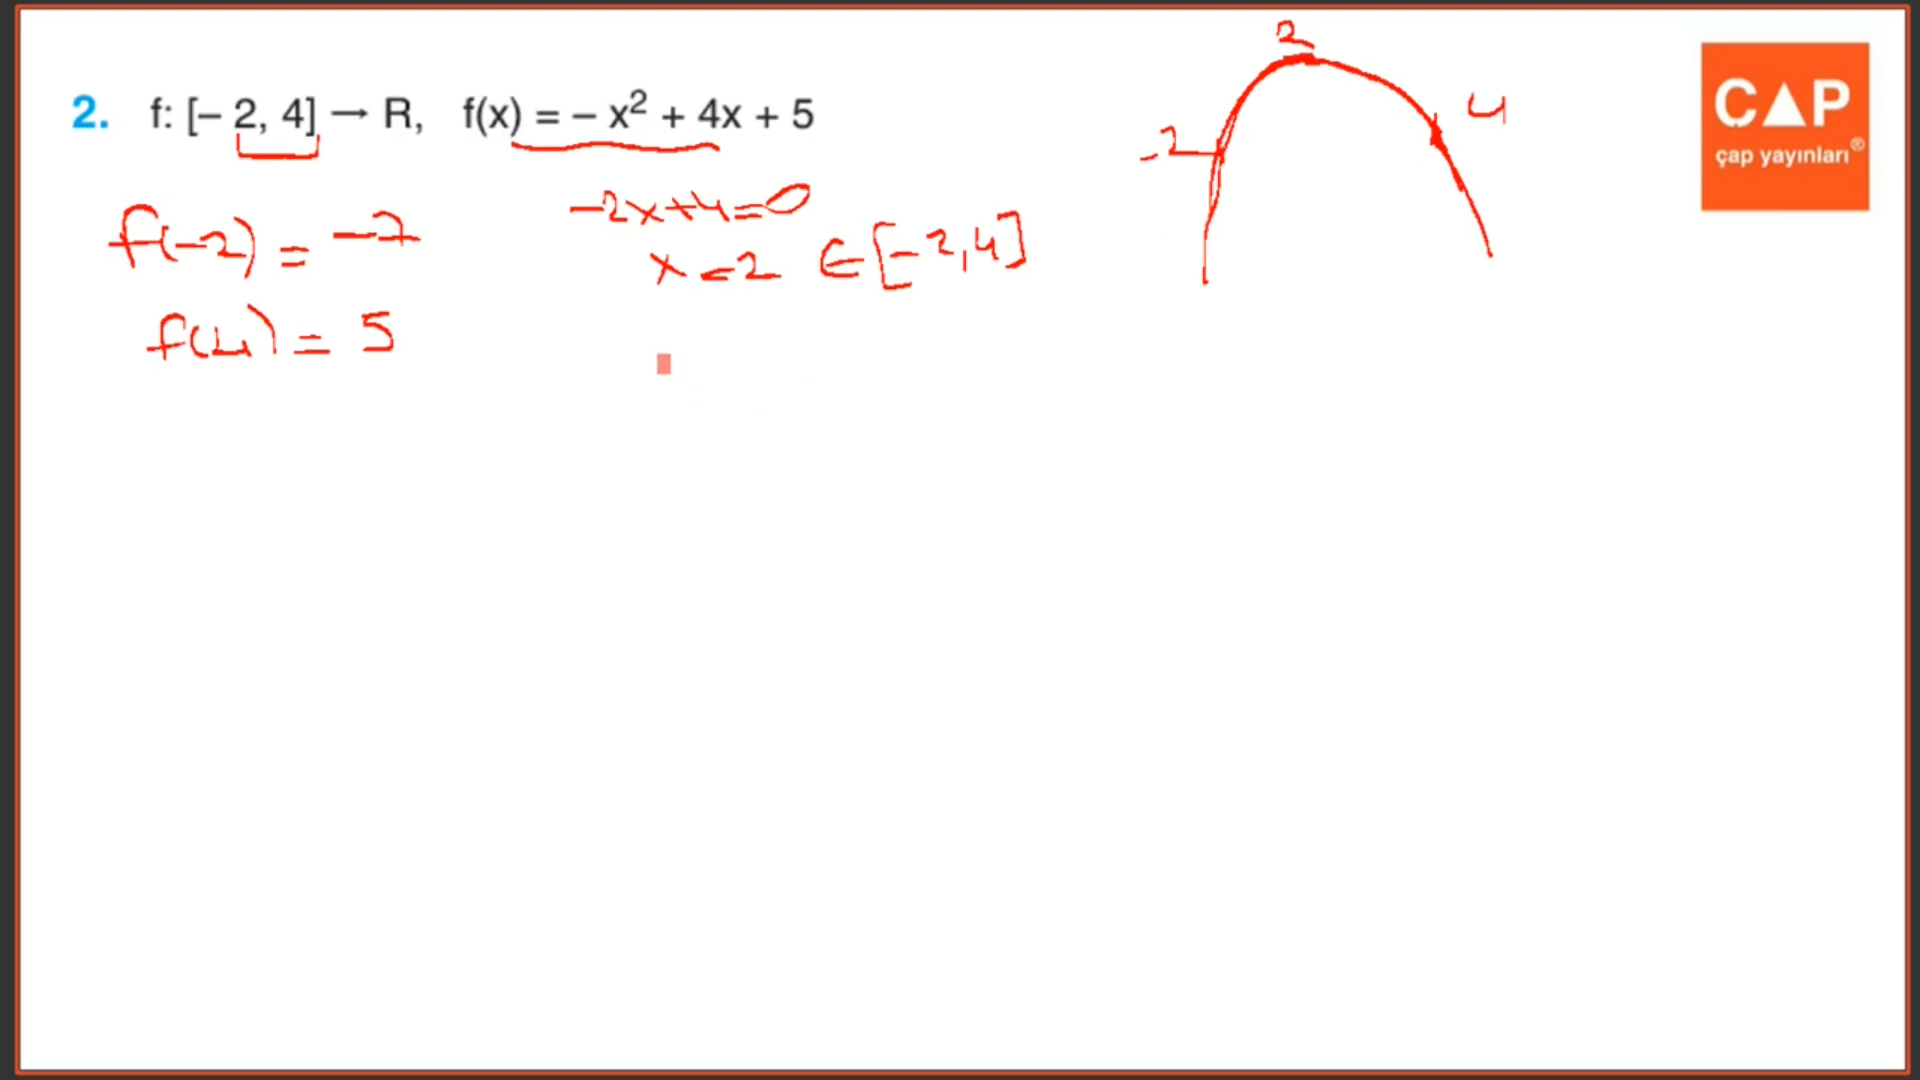 2. f: [– 2, 4] → R, f(x) = – x² + 4x + 5
-2x+4=0
x=2 ∈ [-2,4]
f(-2) = -7
f(4) = 5
2
-2
4
ÇAP
çap yayınları®